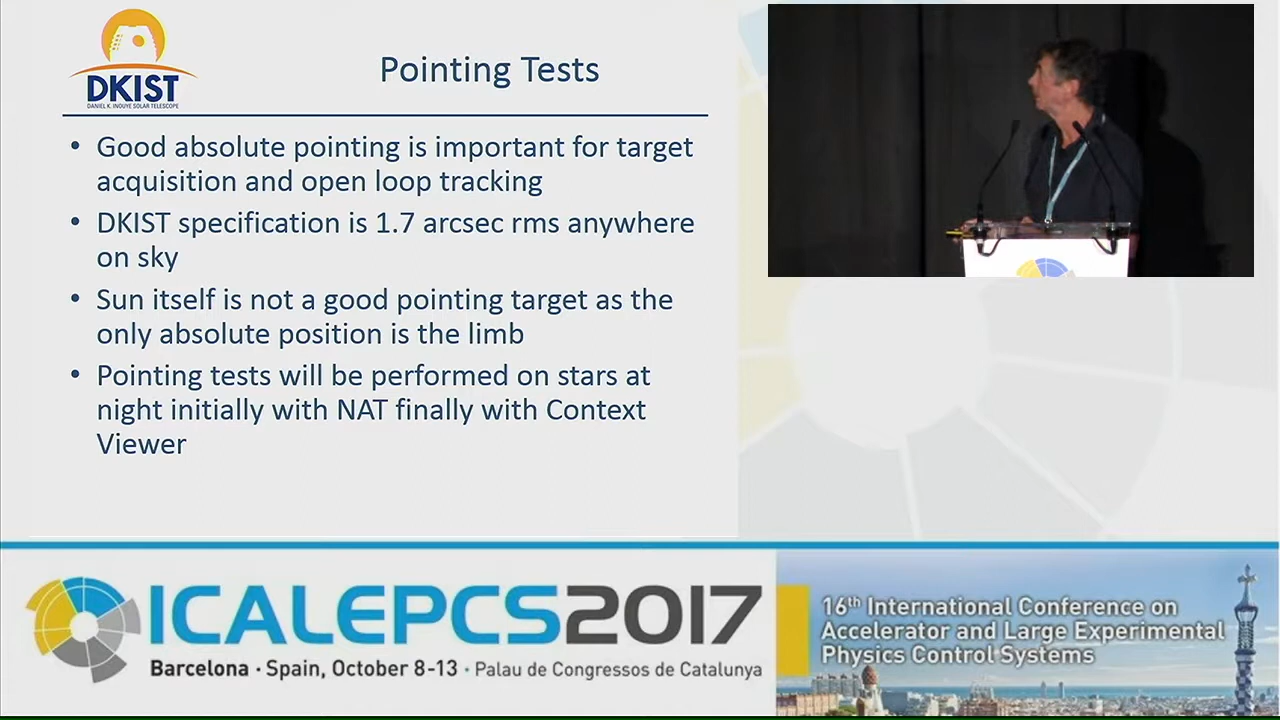 DKIST
DANIEL K. INOUYE SOLAR TELESCOPE
Pointing Tests
• Good absolute pointing is important for target
acquisition and open loop tracking
• DKIST specification is 1.7 arcsec rms anywhere
on sky
• Sun itself is not a good pointing target as the
only absolute position is the limb
• Pointing tests will be performed on stars at
night initially with NAT finally with Context
Viewer
ICALEPCS2017
Barcelona · Spain, October 8-13 · Palau de Congressos de Catalunya
16th International Conference on
Accelerator and Large Experimental
Physics Control Systems